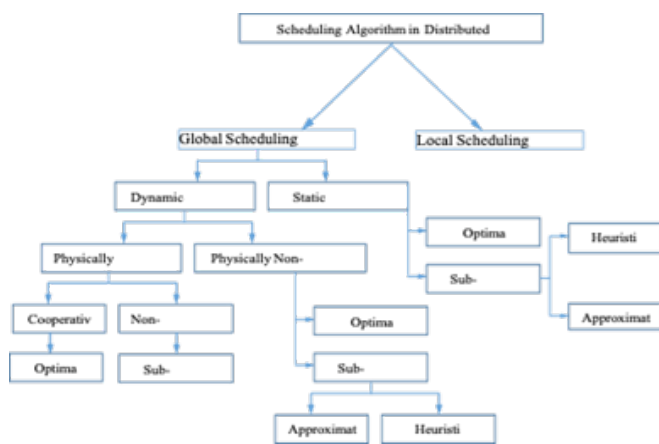 Scheduling Algorithm in Distributed
Global Scheduling
Local Scheduling
Dynamic
Static
Physically
Physically Non-
Optima
Heuristi
Sub-
Cooperativ
Non-
Optima
Approximat
Optima
Sub-
Sub-
Approximat
Heuristi